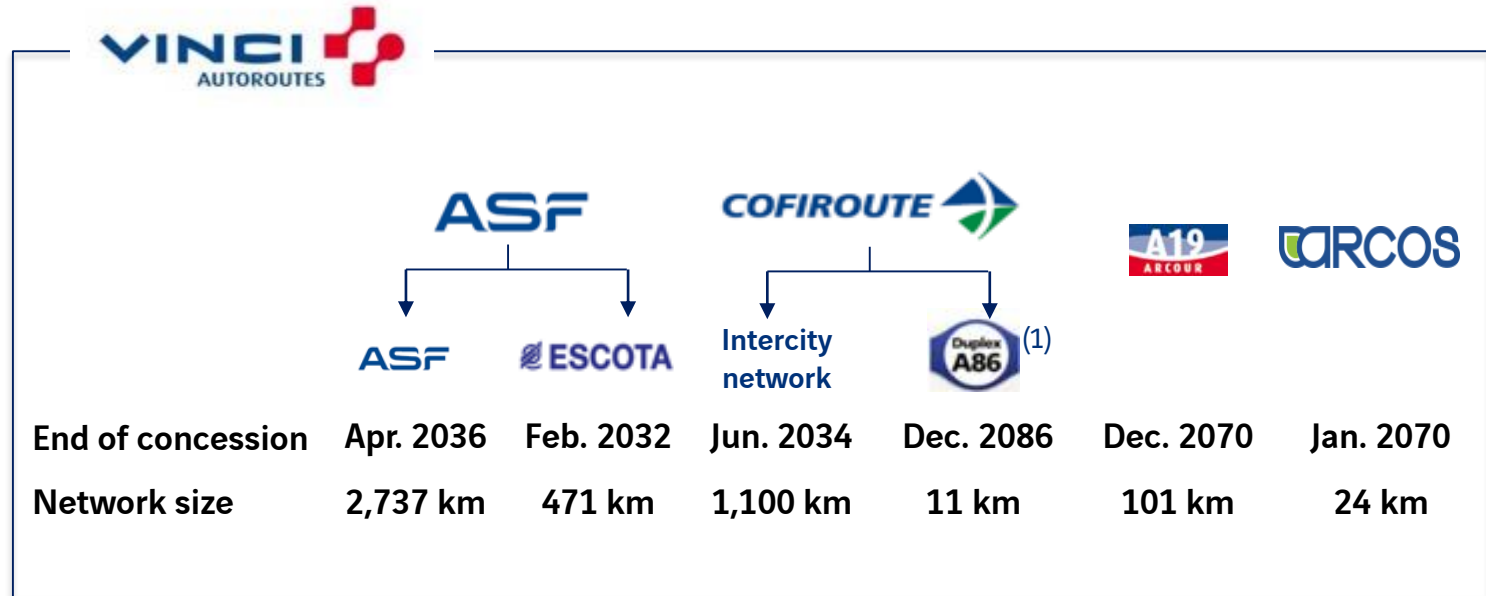 VINCI
AUTOROUTES
ASF
COFIROUTE
A19
ARCOUR
ARCOS
ASF
ESCOTA
Intercity
network
Duplex
A86
(1)
End of concession Apr. 2036 Feb. 2032 Jun. 2034 Dec. 2086 Dec. 2070 Jan. 2070
Network size 2,737 km 471 km 1,100 km 11 km 101 km 24 km